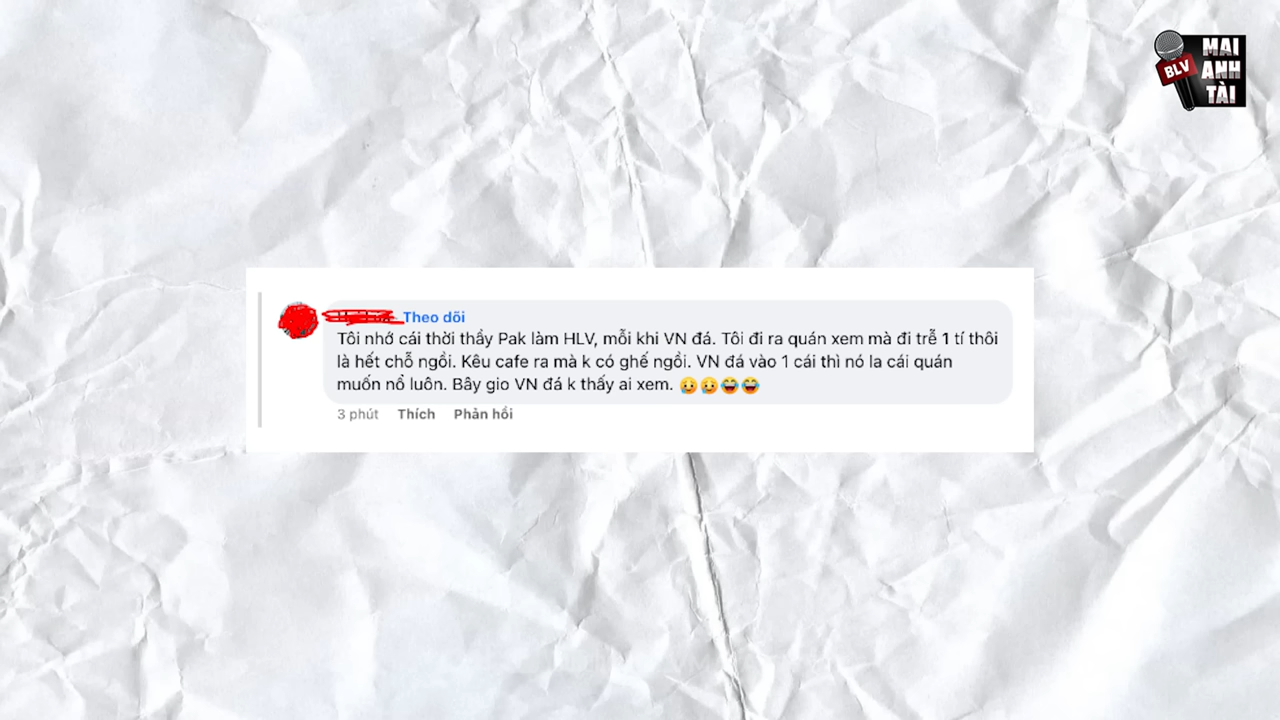 BLV
MAI
ANH
TÀI
Theo dõi
Tôi nhớ cái thời thầy Pak làm HLV, mỗi khi VN đá. Tôi đi ra quán xem mà đi trễ 1 tí thôi
là hết chỗ ngồi. Kêu cafe ra mà k có ghế ngồi. VN đá vào 1 cái thì nó la cái quán
muốn nổ luôn. Bây gio VN đá k thấy ai xem. 😥😥😂😂
3 phút Thích Phản hồi